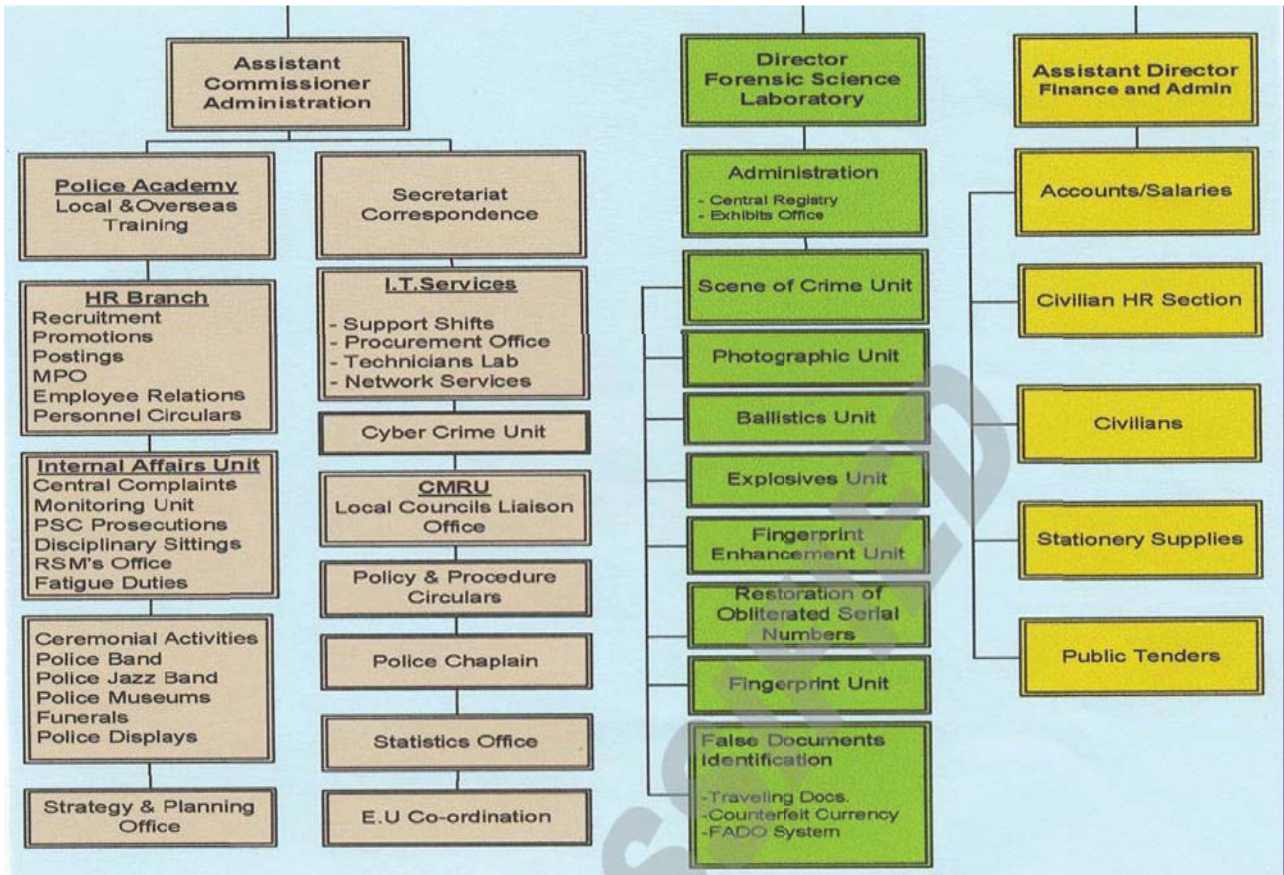 Assistant
Commissioner
Administration
Police Academy
Local &Overseas
Training
HR Branch
Recruitment
Promotions
Postings
MPO
Employee Relations
Personnel Circulars
Internal Affairs Unit
Central Complaints
Monitoring Unit
PSC Prosecutions
Disciplinary Sittings
RSM's Office
Fatigue Duties
Ceremonial Activities
Police Band
Police Jazz Band
Police Museums
Funerals
Police Displays
Strategy & Planning
Office
Secretariat
Correspondence
I.T.Services
- Support Shifts
- Procurement Office
- Technicians Lab
- Network Services
Cyber Crime Unit
CMRU
Local Councils Liaison
Office
Policy & Procedure
Circulars
Police Chaplain
Statistics Office
E.U Co-ordination
Director
Forensic Science
Laboratory
Administration
- Central Registry
- Exhibits Office
Scene of Crime Unit
Photographic Unit
Ballistics Unit
Explosives Unit
Fingerprint
Enhancement Unit
Restoration of
Obliterated Serial
Numbers
Fingerprint Unit
False Documents
Identification
-Traveling Docs.
-Counterfeit Currency
-FADO System
Assistant Director
Finance and Admin
Accounts/Salaries
Civilian HR Section
Civilians
Stationery Supplies
Public Tenders